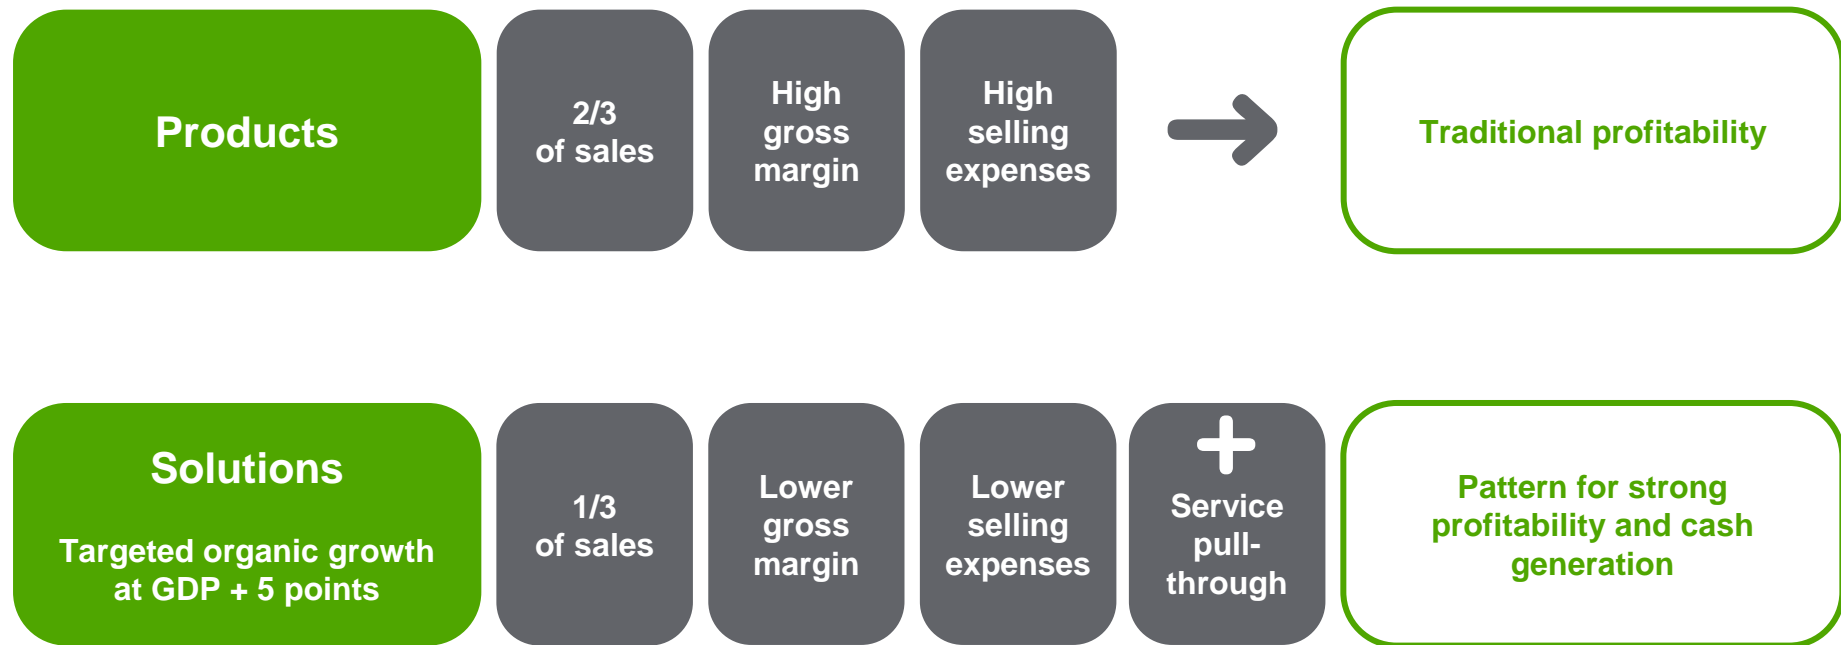 Products
2/3
of sales
High
gross
margin
High
selling
expenses
Traditional profitability
Solutions
Targeted organic growth
at GDP + 5 points
1/3
of sales
Lower
gross
margin
Lower
selling
expenses
+
Service
pull-
through
Pattern for strong
profitability and cash
generation